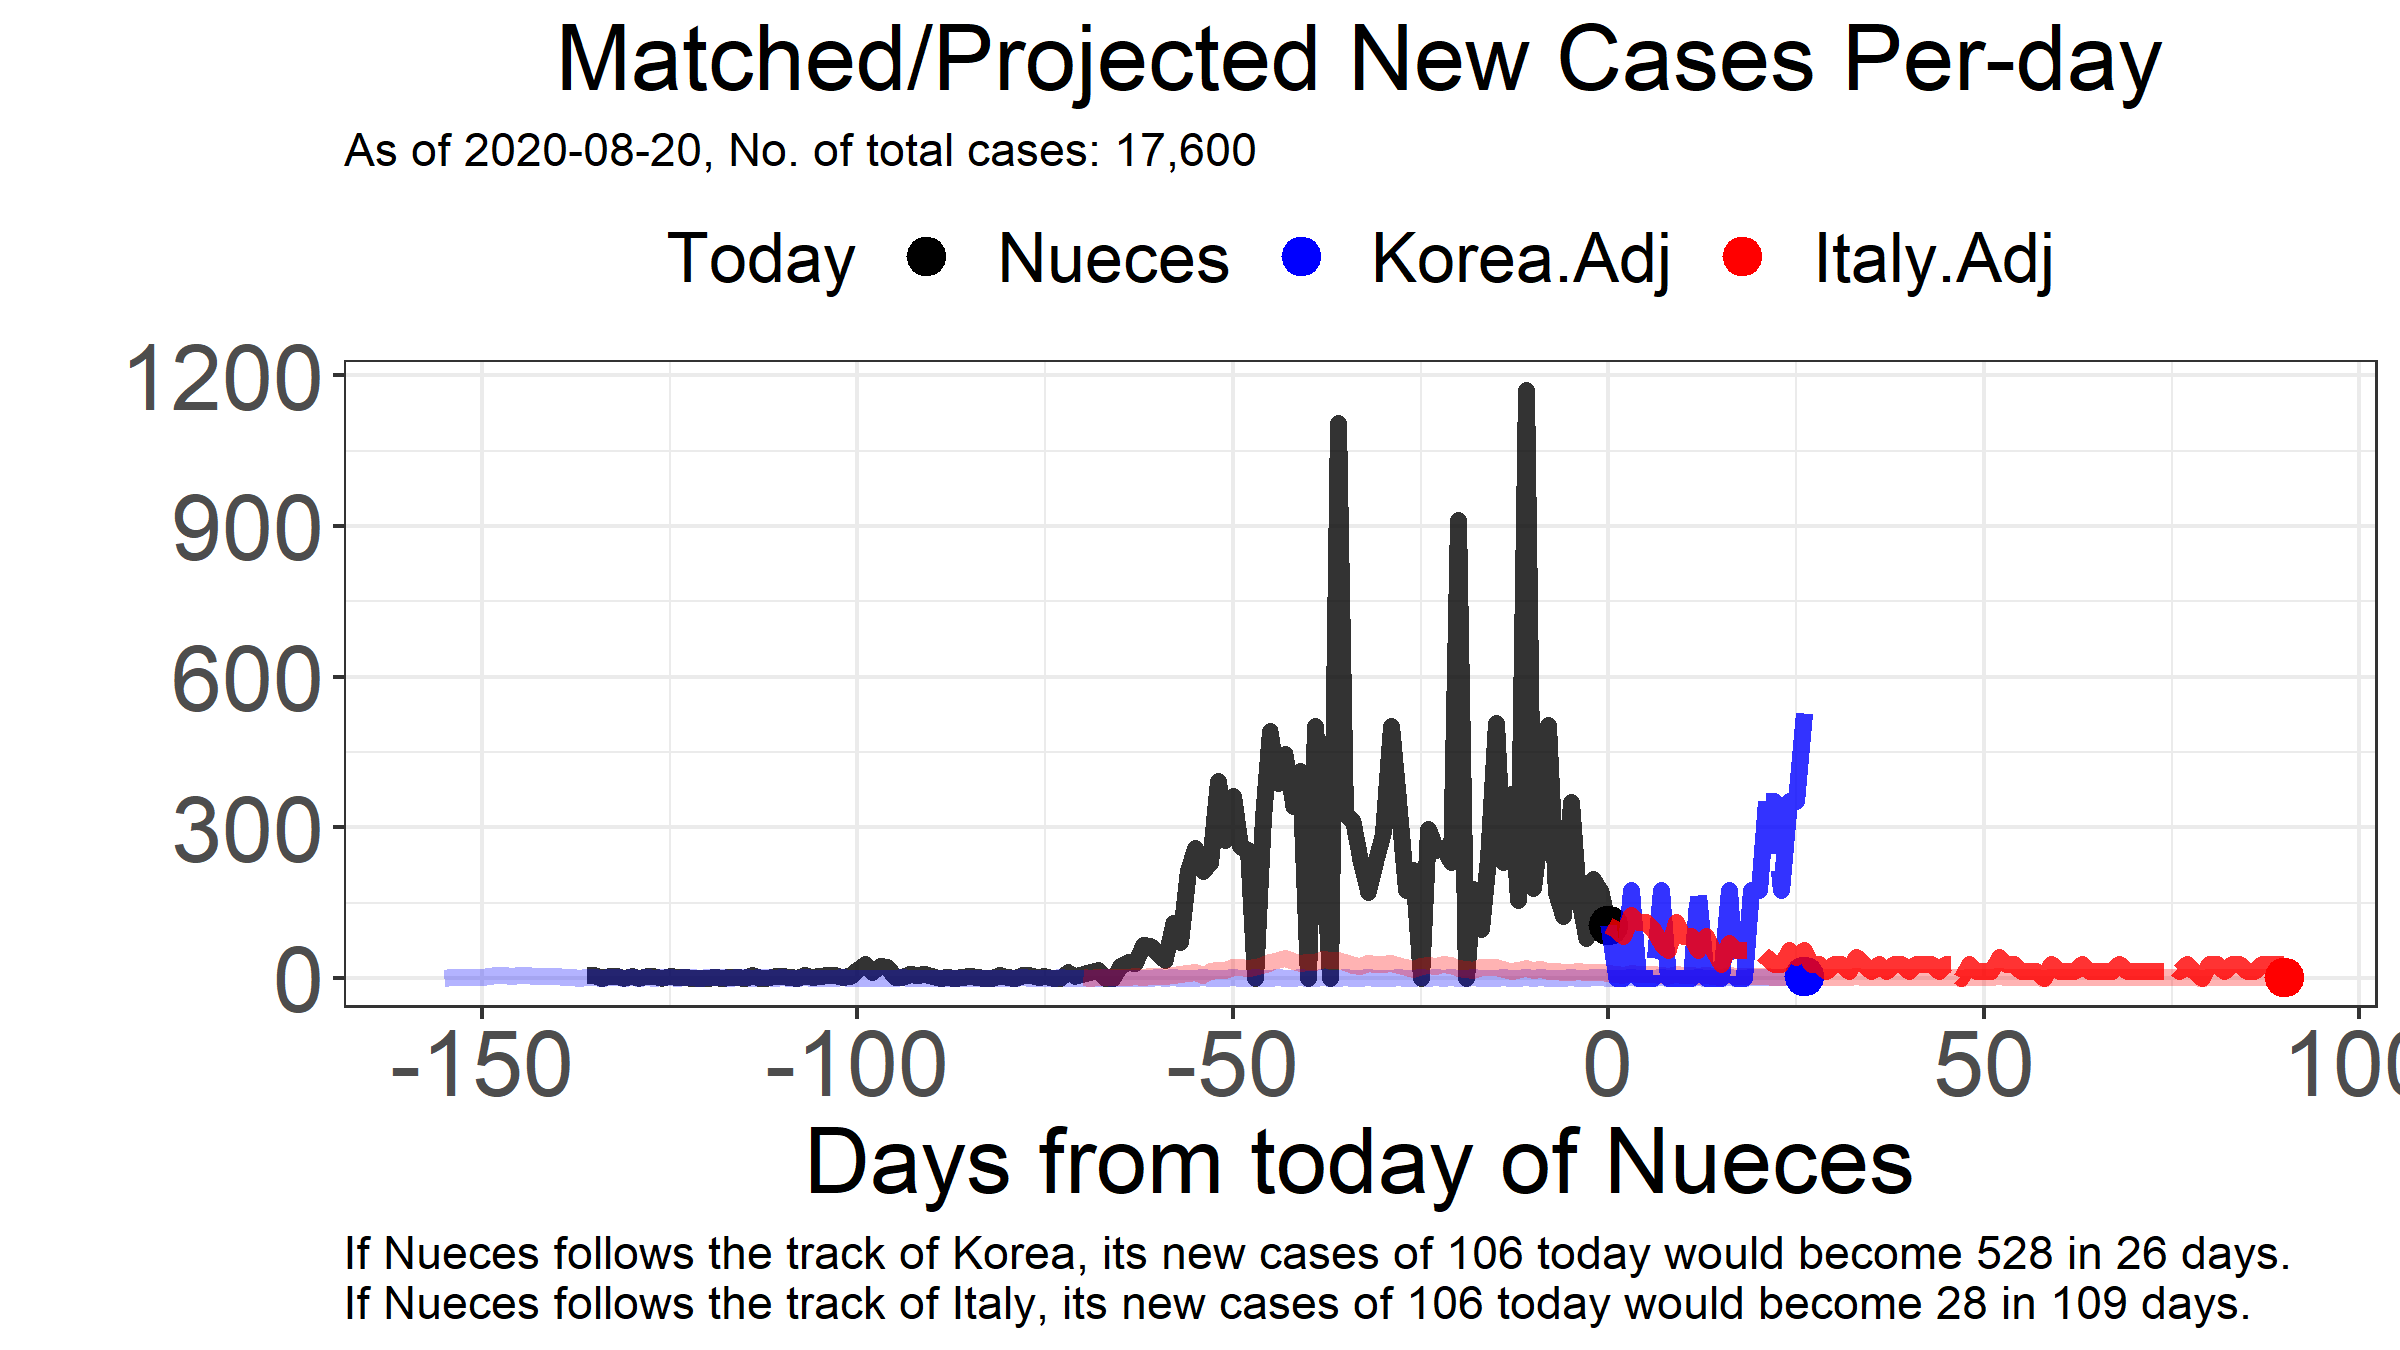 Matched/Projected New Cases Per-day
As of 2020-08-20, No. of total cases: 17,600
Today Nueces Korea.Adj Italy.Adj
1200
900
600
300
0
-150 -100 -50 0 50 100
Days from today of Nueces
If Nueces follows the track of Korea, its new cases of 106 today would become 528 in 26 days.
If Nueces follows the track of Italy, its new cases of 106 today would become 28 in 109 days.